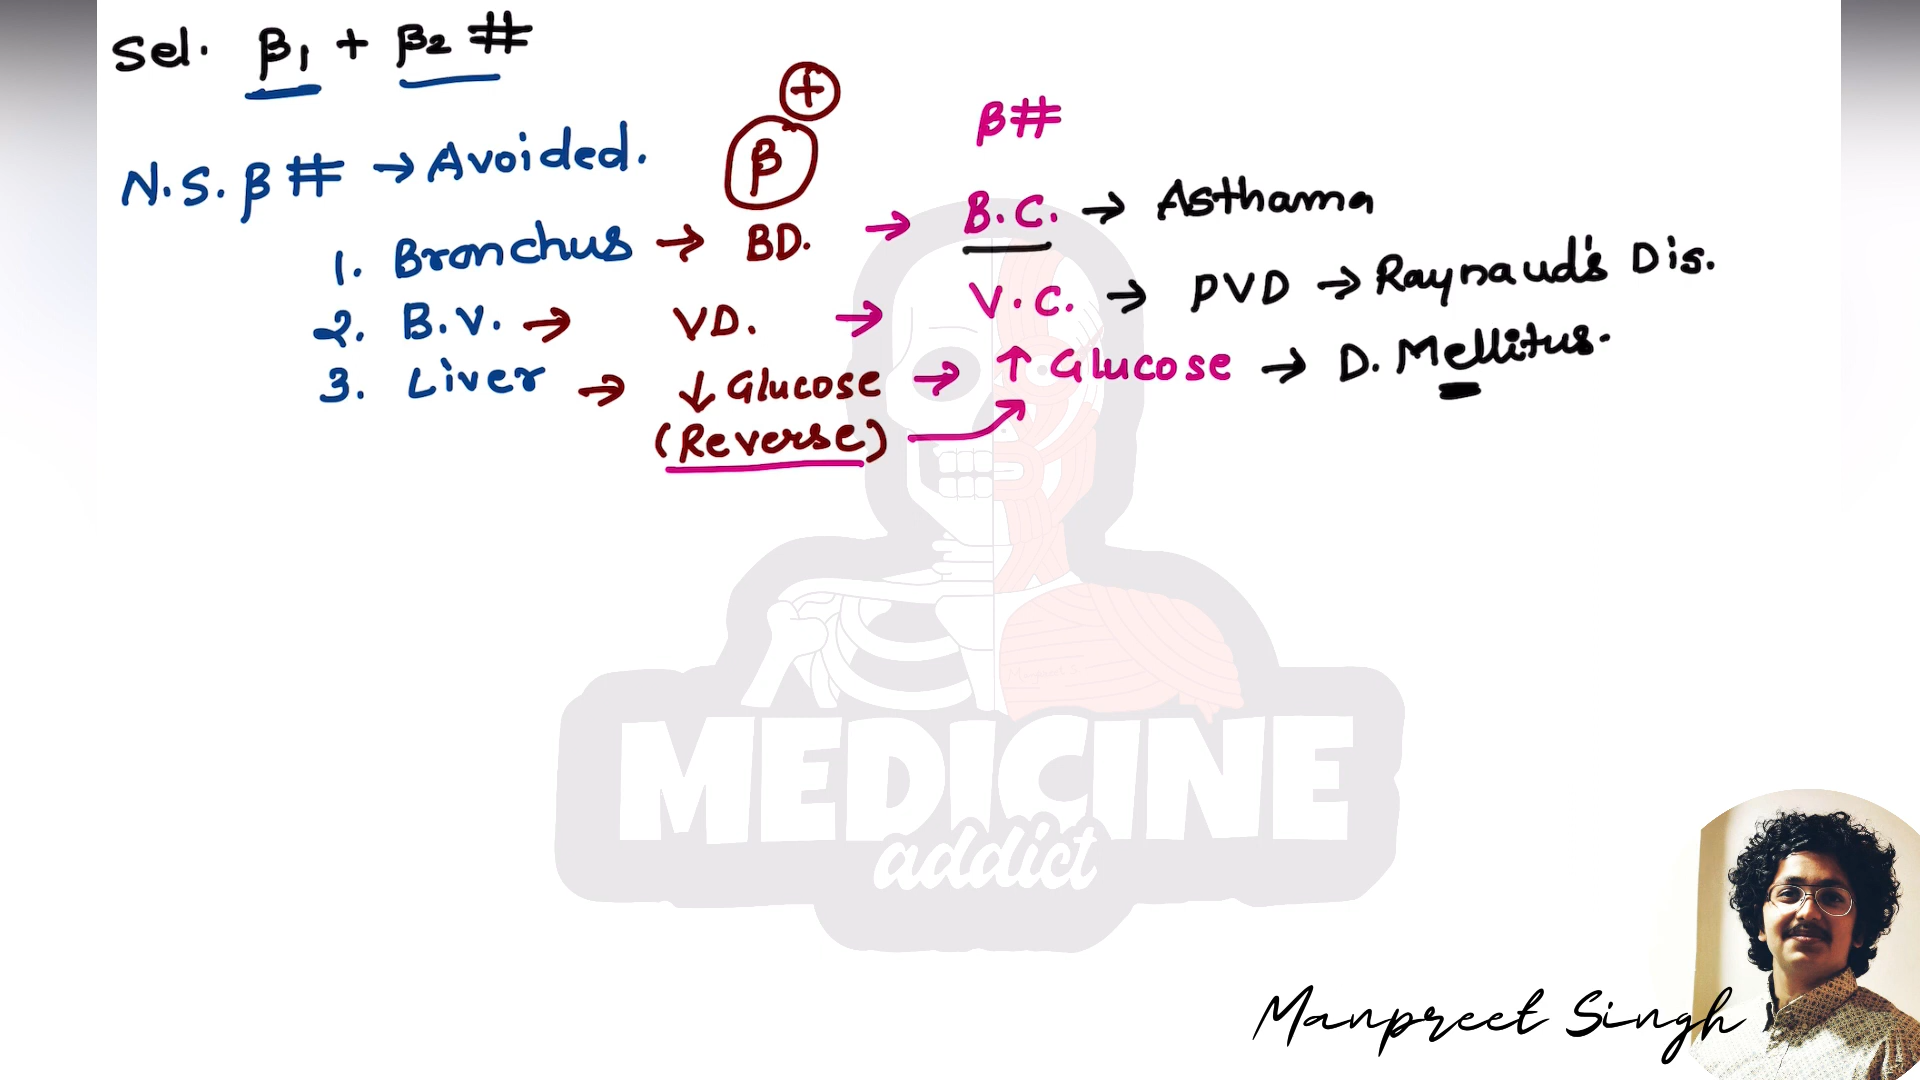 Sel. β1 + β2 #
N.S. β # → Avoided.
β +
β #
1. Bronchus → BD. → B.C. → Asthama
2. B.V. → VD. → V.C. → PVD → Raynaud's Dis.
3. Liver → ↓ Glucose → ↑ Glucose → D. Mellitus.
(Reverse)
MEDICINE
addict
Manpreet Singh